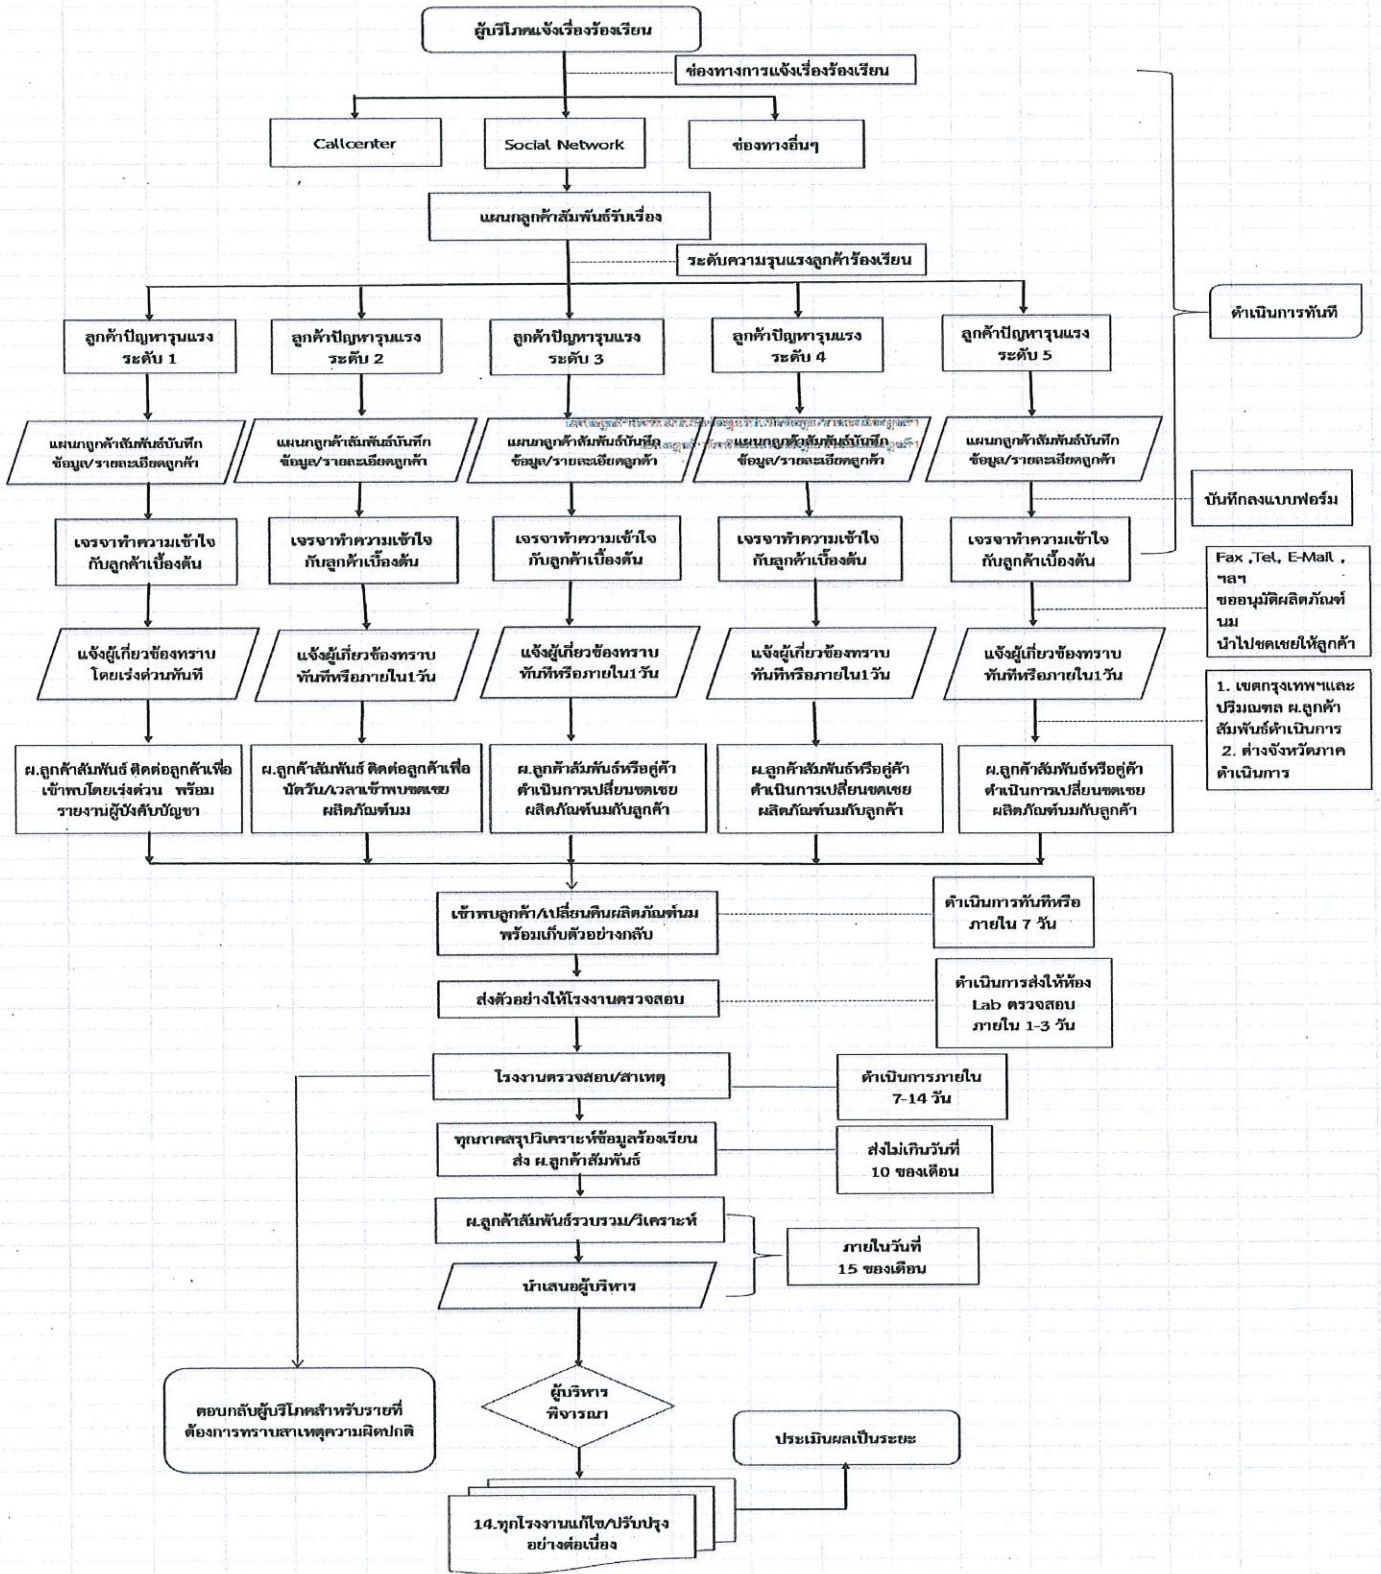 ผู้บริโภคแจ้งเรื่องร้องเรียน
ช่องทางการแจ้งเรื่องร้องเรียน
Callcenter
Social Network
ช่องทางอื่นๆ
แผนกลูกค้าสัมพันธ์รับเรื่อง
ระดับความรุนแรงลูกค้าร้องเรียน
ดำเนินการทันที
ลูกค้าปัญหารุนแรง
ระดับ 1
ลูกค้าปัญหารุนแรง
ระดับ 2
ลูกค้าปัญหารุนแรง
ระดับ 3
ลูกค้าปัญหารุนแรง
ระดับ 4
ลูกค้าปัญหารุนแรง
ระดับ 5
แผนกลูกค้าสัมพันธ์บันทึก
ข้อมูล/รายละเอียดลูกค้า
แผนกลูกค้าสัมพันธ์บันทึก
ข้อมูล/รายละเอียดลูกค้า
แผนกลูกค้าสัมพันธ์บันทึก
ข้อมูล/รายละเอียดลูกค้า
แผนกลูกค้าสัมพันธ์บันทึก
ข้อมูล/รายละเอียดลูกค้า
แผนกลูกค้าสัมพันธ์บันทึก
ข้อมูล/รายละเอียดลูกค้า
บันทึกลงแบบฟอร์ม
เจรจาทำความเข้าใจ
กับลูกค้าเบื้องต้น
เจรจาทำความเข้าใจ
กับลูกค้าเบื้องต้น
เจรจาทำความเข้าใจ
กับลูกค้าเบื้องต้น
เจรจาทำความเข้าใจ
กับลูกค้าเบื้องต้น
เจรจาทำความเข้าใจ
กับลูกค้าเบื้องต้น
Fax ,Tel, E-Mail ,
ฯลฯ
ขออนุมัติผลิตภัณฑ์
นม
นำไปชดเชยให้ลูกค้า
แจ้งผู้เกี่ยวข้องทราบ
โดยเร่งด่วนทันที
แจ้งผู้เกี่ยวข้องทราบ
ทันทีหรือภายใน1วัน
แจ้งผู้เกี่ยวข้องทราบ
ทันทีหรือภายใน1วัน
แจ้งผู้เกี่ยวข้องทราบ
ทันทีหรือภายใน1วัน
แจ้งผู้เกี่ยวข้องทราบ
ทันทีหรือภายใน1วัน
1. เขตกรุงเทพฯและ
ปริมณฑล ผ.ลูกค้า
สัมพันธ์ดำเนินการ
2. ต่างจังหวัดภาค
ดำเนินการ
ผ.ลูกค้าสัมพันธ์ ติดต่อลูกค้าเพื่อ
เข้าพบโดยเร่งด่วน พร้อม
รายงานผู้บังคับบัญชา
ผ.ลูกค้าสัมพันธ์ ติดต่อลูกค้าเพื่อ
นัดวัน/เวลาเข้าพบชดเชย
ผลิตภัณฑ์นม
ผ.ลูกค้าสัมพันธ์หรือคู่ค้า
ดำเนินการเปลี่ยนชดเชย
ผลิตภัณฑ์นมกับลูกค้า
ผ.ลูกค้าสัมพันธ์หรือคู่ค้า
ดำเนินการเปลี่ยนชดเชย
ผลิตภัณฑ์นมกับลูกค้า
ผ.ลูกค้าสัมพันธ์หรือคู่ค้า
ดำเนินการเปลี่ยนชดเชย
ผลิตภัณฑ์นมกับลูกค้า
เข้าพบลูกค้า/เปลี่ยนคืนผลิตภัณฑ์นม
พร้อมเก็บตัวอย่างกลับ
ดำเนินการทันทีหรือ
ภายใน 7 วัน
ส่งตัวอย่างให้โรงงานตรวจสอบ
ดำเนินการส่งให้ห้อง
Lab ตรวจสอบ
ภายใน 1-3 วัน
โรงงานตรวจสอบ/สาเหตุ
ดำเนินการภายใน
7-14 วัน
ทุกภาคสรุปวิเคราะห์ข้อมูลร้องเรียน
ส่ง ผ.ลูกค้าสัมพันธ์
ส่งไม่เกินวันที่
10 ของเดือน
ผ.ลูกค้าสัมพันธ์รวบรวม/วิเคราะห์
ภายในวันที่
15 ของเดือน
นำเสนอผู้บริหาร
ผู้บริหาร
พิจารณา
ตอบกลับผู้บริโภคสำหรับรายที่
ต้องการทราบสาเหตุความผิดปกติ
ประเมินผลเป็นระยะ
14.ทุกโรงงานแก้ไข/ปรับปรุง
อย่างต่อเนื่อง